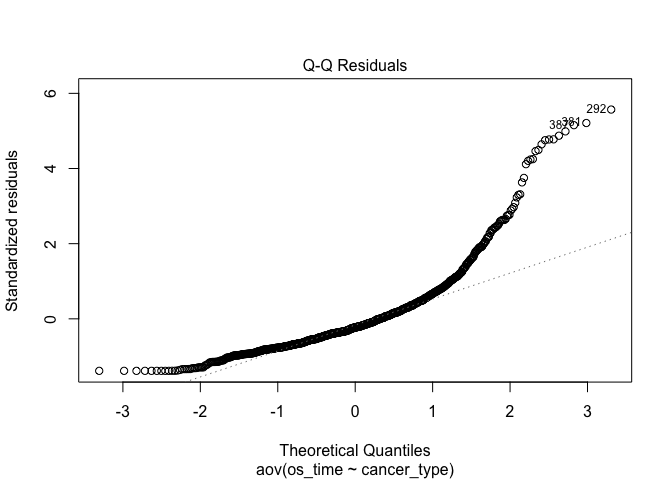 Q-Q Residuals
Standardized residuals
6
4
2
0
292
381
-3 -2 -1 0 1 2 3
Theoretical Quantiles
aov(os_time ~ cancer_type)